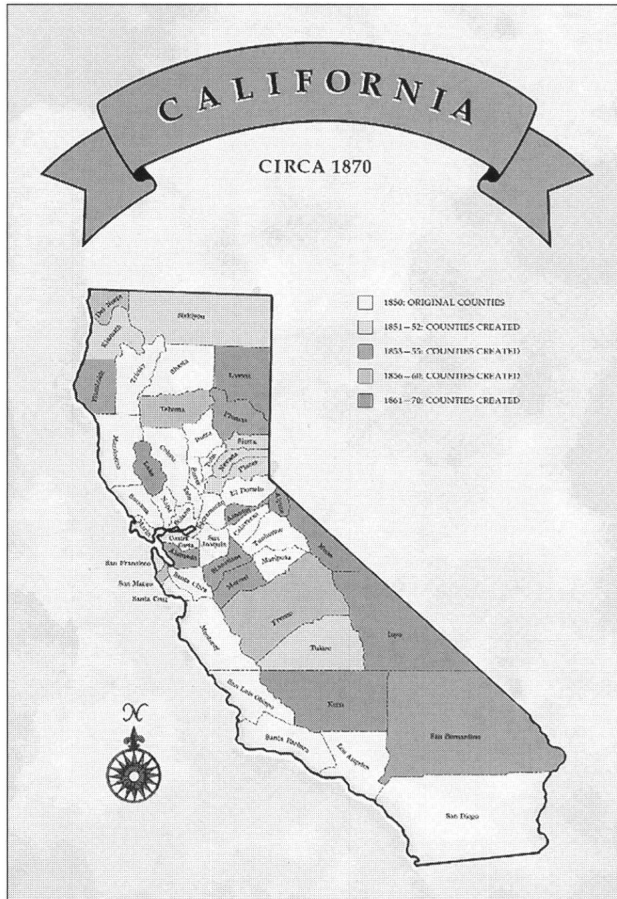 CALIFORNIA
CIRCA 1870
1850: ORIGINAL COUNTIES
1851–52: COUNTIES CREATED
1853–55: COUNTIES CREATED
1856–60: COUNTIES CREATED
1861–70: COUNTIES CREATED
Del Norte
Siskiyou
Klamath
Trinity
Shasta
Lassen
Humboldt
Tehama
Plumas
Mendocino
Butte
Sierra
Colusa
Lake
Nevada
Placer
El Dorado
Sonoma
Sacramento
Amador
Alpine
Calaveras
Marin
Solano
Contra
Costa
San
Joaquin
Tuolumne
Mono
San Francisco
Alameda
Stanislaus
Mariposa
San Mateo
Santa Clara
Merced
Santa Cruz
Fresno
Monterey
Tulare
Inyo
San Luis Obispo
Kern
San Bernardino
Santa Barbara
Los Angeles
San Diego
N